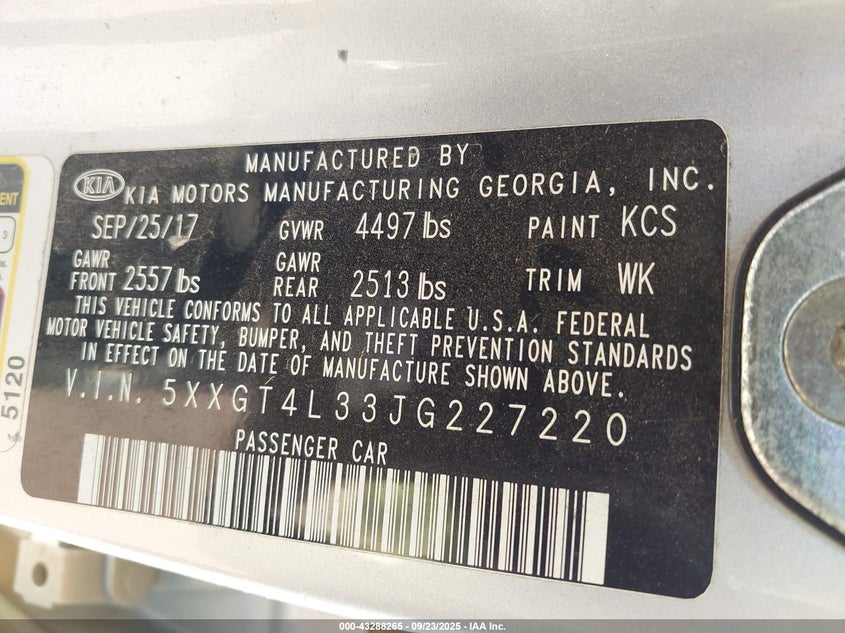 MANUFACTURED BY
KIA KIA MOTORS MANUFACTURING GEORGIA, INC.
SEP/25/17 GVWR 4497 lbs PAINT KCS
GAWR FRONT 2557 lbs GAWR REAR 2513 lbs TRIM WK
THIS VEHICLE CONFORMS TO ALL APPLICABLE U.S.A. FEDERAL
MOTOR VEHICLE SAFETY, BUMPER, AND THEFT PREVENTION STANDARDS
IN EFFECT ON THE DATE OF MANUFACTURE SHOWN ABOVE.
V.I.N. 5XXGT4L33JG227220
PASSENGER CAR
3
5120
000-43288265 - 09/23/2025 - IAA Inc.